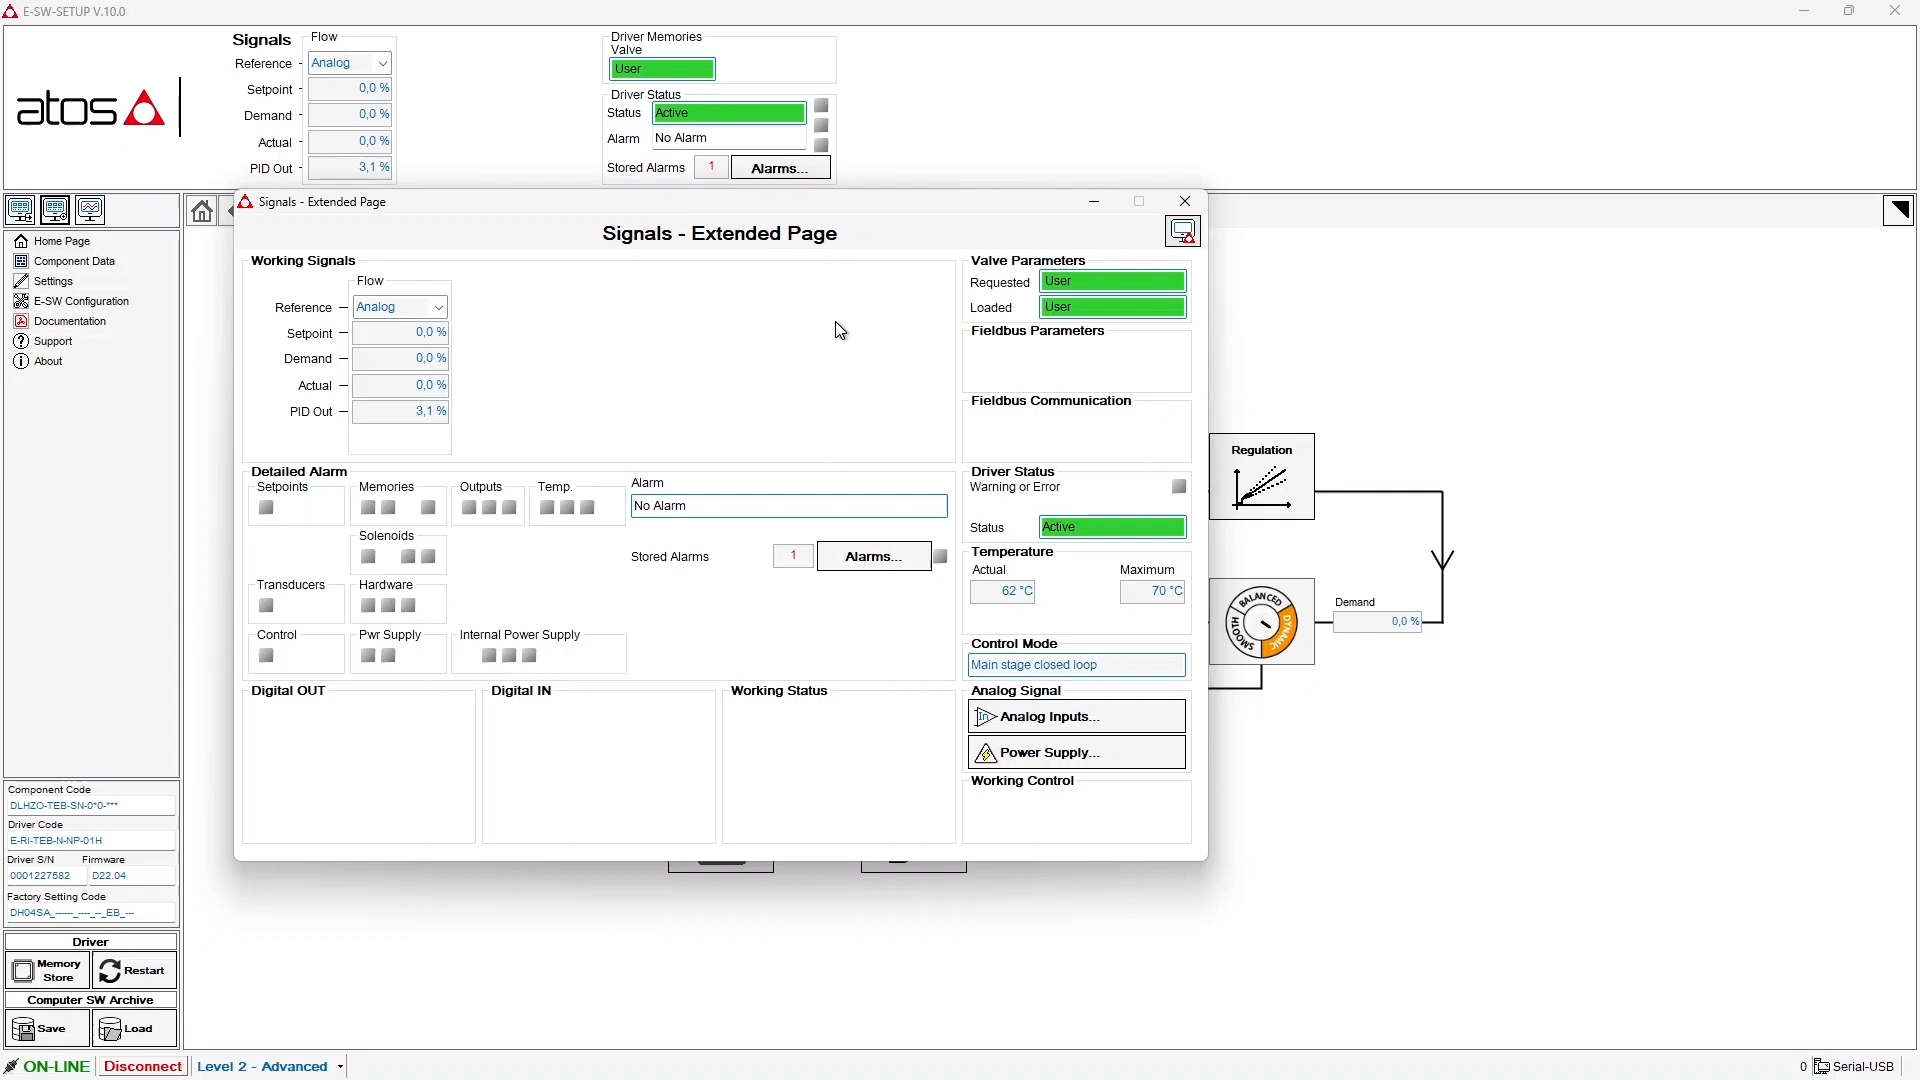 E-SW-SETUP V.10.0
atos
Signals
Flow
Reference
Analog
Setpoint
0,0 %
Demand
0,0 %
Actual
0,0 %
PID Out
3,1 %
Driver Memories
Valve
User
Driver Status
Status
Active
Alarm
No Alarm
Stored Alarms
1
Alarms...
Home Page
Component Data
Settings
E-SW Configuration
Documentation
Support
About
Signals - Extended Page
Signals - Extended Page
Working Signals
Flow
Reference
Analog
Setpoint
0,0 %
Demand
0,0 %
Actual
0,0 %
PID Out
3,1 %
Valve Parameters
Requested
User
Loaded
User
Fieldbus Parameters
Fieldbus Communication
Detailed Alarm
Setpoints
Memories
Outputs
Temp.
Alarm
No Alarm
Solenoids
Stored Alarms
1
Alarms...
Transducers
Hardware
Control
Pwr Supply
Internal Power Supply
Driver Status
Warning or Error
Status
Active
Temperature
Actual
Maximum
62 °C
70 °C
Control Mode
Main stage closed loop
Digital OUT
Digital IN
Working Status
Analog Signal
In
Analog Inputs...
Power Supply...
Working Control
Regulation
BALANCED
DYNAMIC
SMOOTH
Demand
0,0 %
Component Code
DLHZO-TEB-SN-0*0-***
Driver Code
E-RI-TEB-N-NP-01H
Driver S/N
Firmware
0001227582
D22.04
Factory Setting Code
DH04SA_------_----_--_EB_---
Driver
Memory Store
Restart
Computer SW Archive
Save
Load
ON-LINE
Disconnect
Level 2 - Advanced
0
Serial-USB